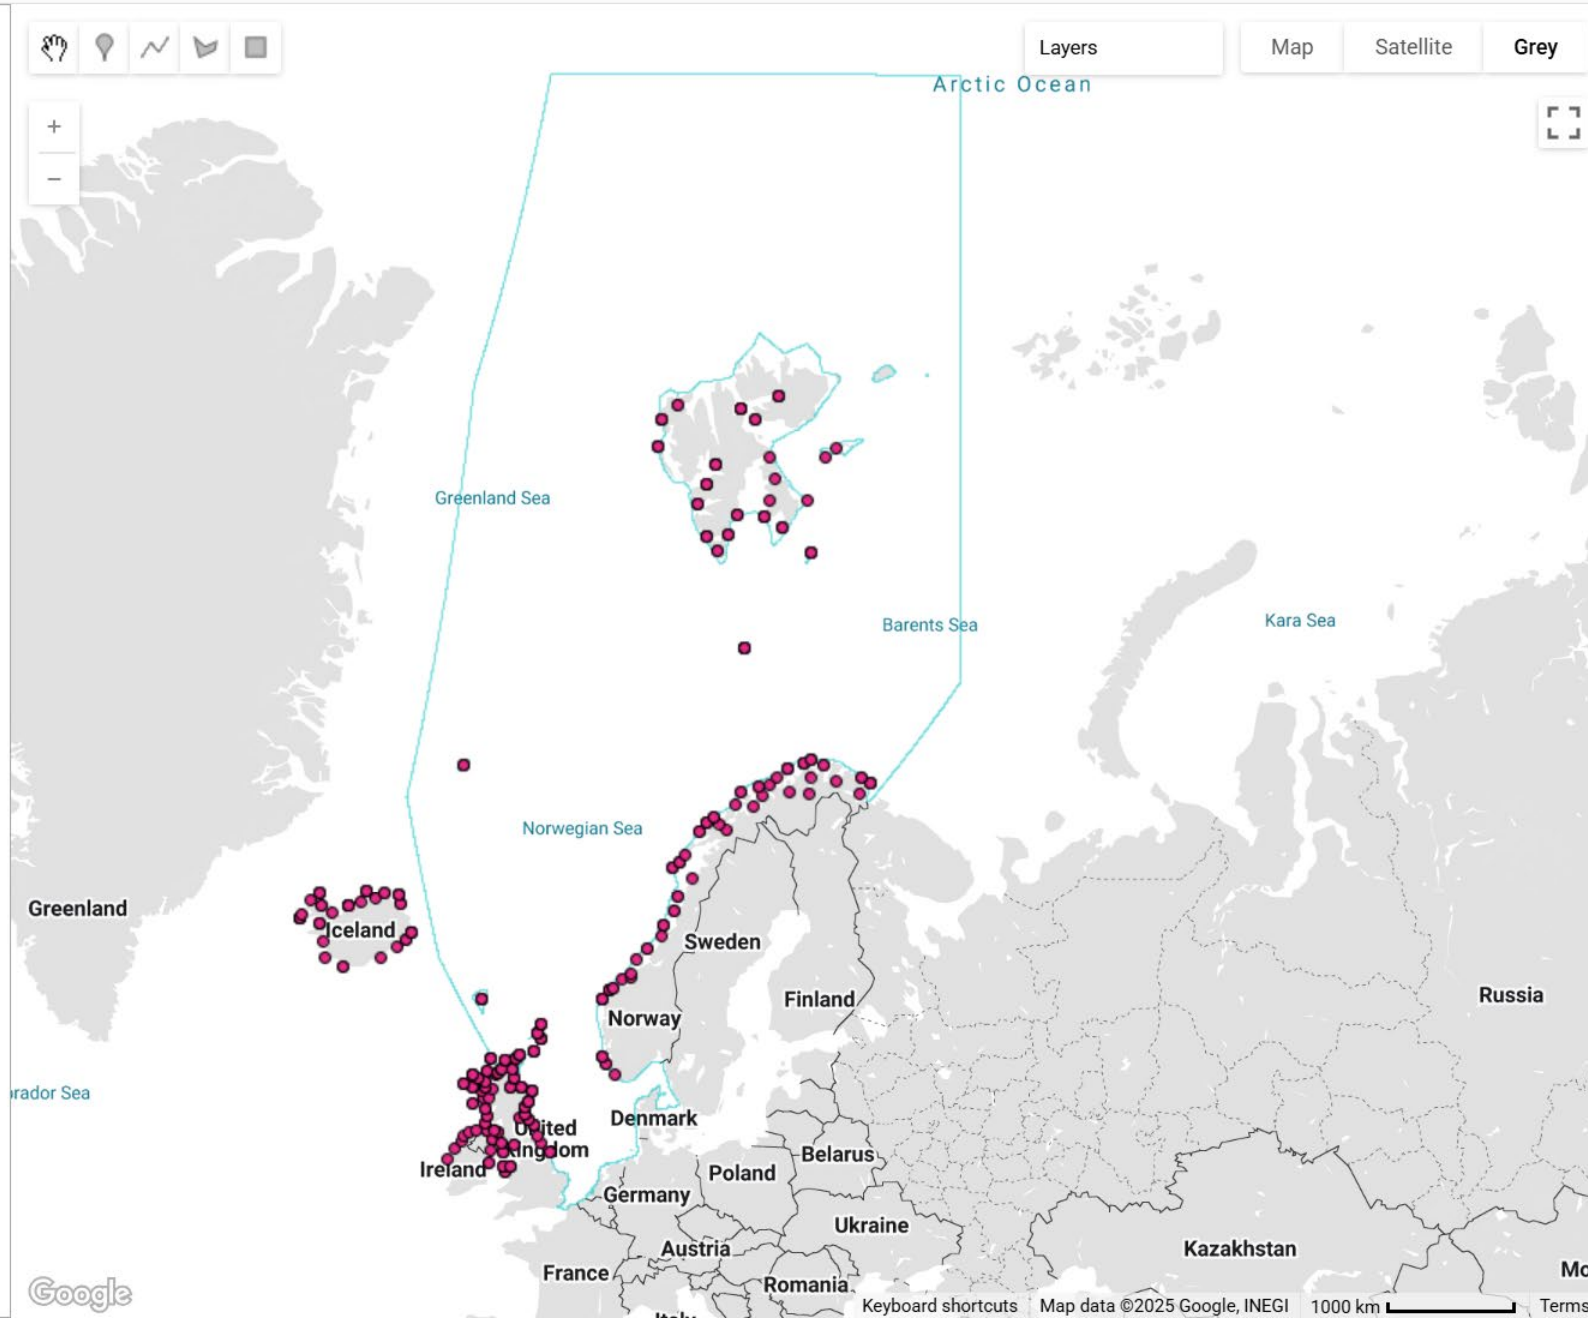 Layers
Map
Satellite
Grey
Arctic Ocean
+
−
Greenland Sea
Barents Sea
Kara Sea
Norwegian Sea
Greenland
Iceland
Sweden
Finland
Norway
Russia
rador Sea
Denmark
United
Kingdom
Ireland
Belarus
Poland
Germany
Ukraine
Austria
Kazakhstan
France
Romania
Mo
Google
Italy
Keyboard shortcuts
Map data ©2025 Google, INEGI
1000 km
Terms